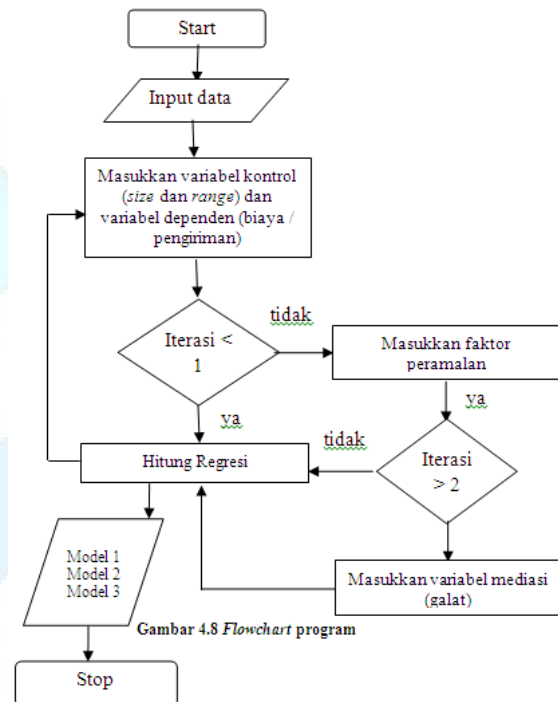 Start
Input data
Masukkan variabel kontrol
(size dan range) dan
variabel dependen (biaya /
pengiriman)
Iterasi <
1
tidak
Masukkan faktor
peramalan
ya
ya
tidak
Iterasi
> 2
Hitung Regresi
Masukkan variabel mediasi
(galat)
Model 1
Model 2
Model 3
Gambar 4.8 Flowchart program
Stop